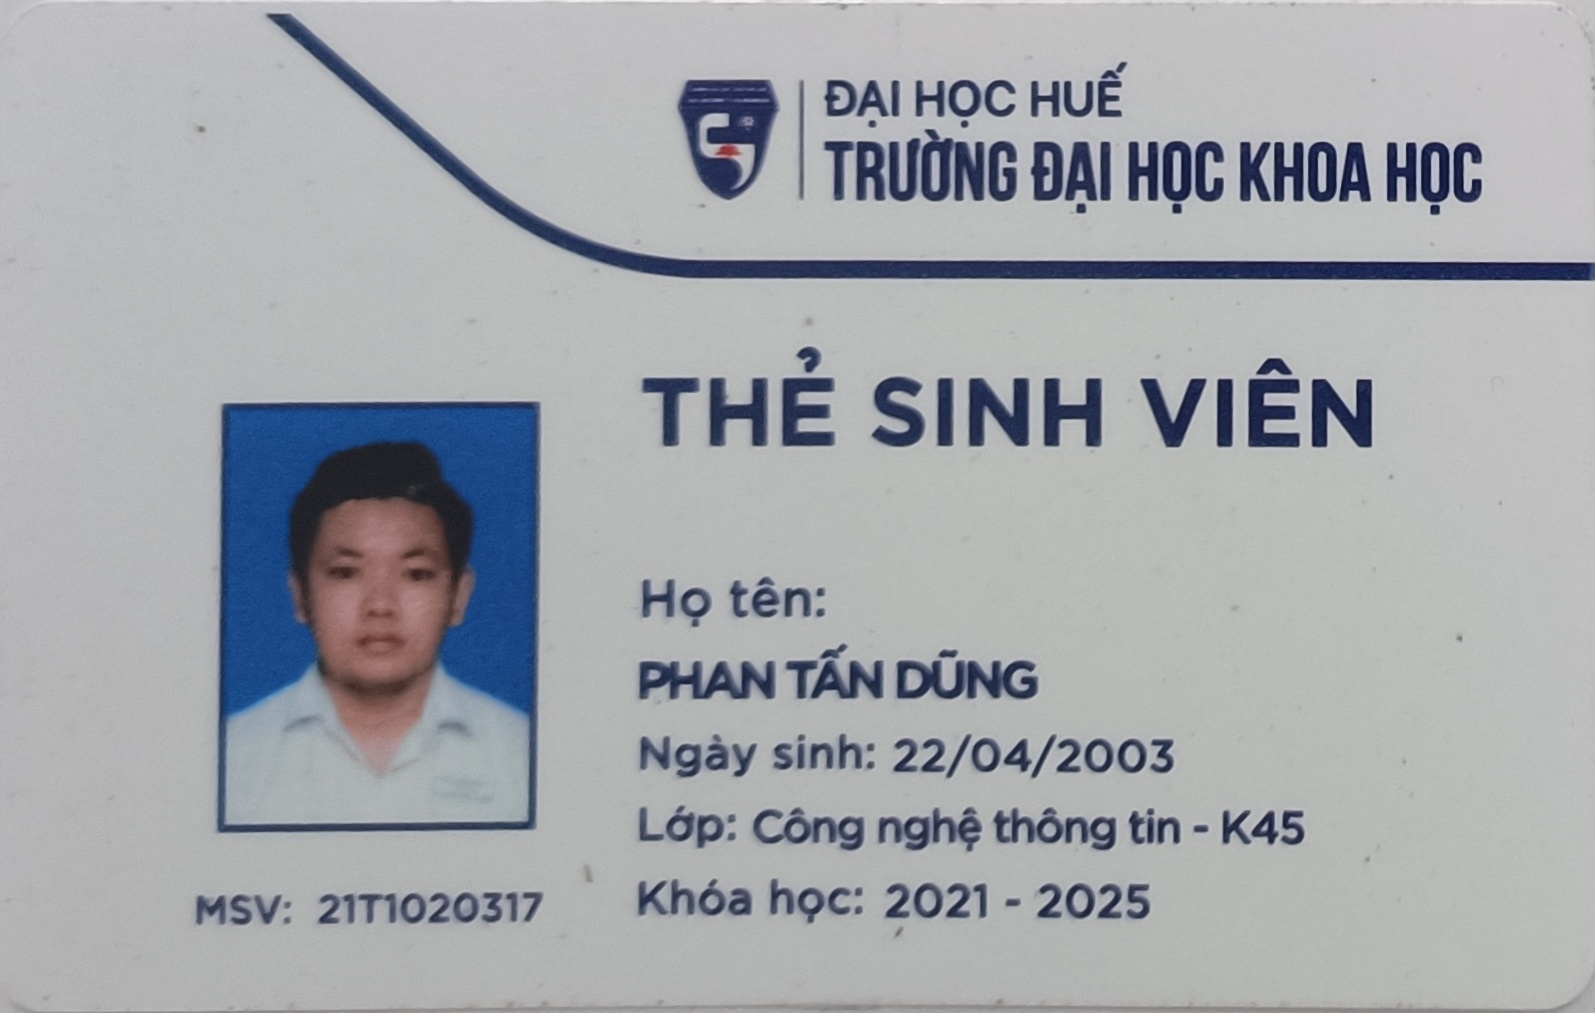 ĐẠI HỌC HUẾ
TRƯỜNG ĐẠI HỌC KHOA HỌC
THẺ SINH VIÊN
Họ tên:
PHAN TẤN DŨNG
Ngày sinh: 22/04/2003
Lớp: Công nghệ thông tin - K45
Khóa học: 2021 - 2025
MSV: 21T1020317